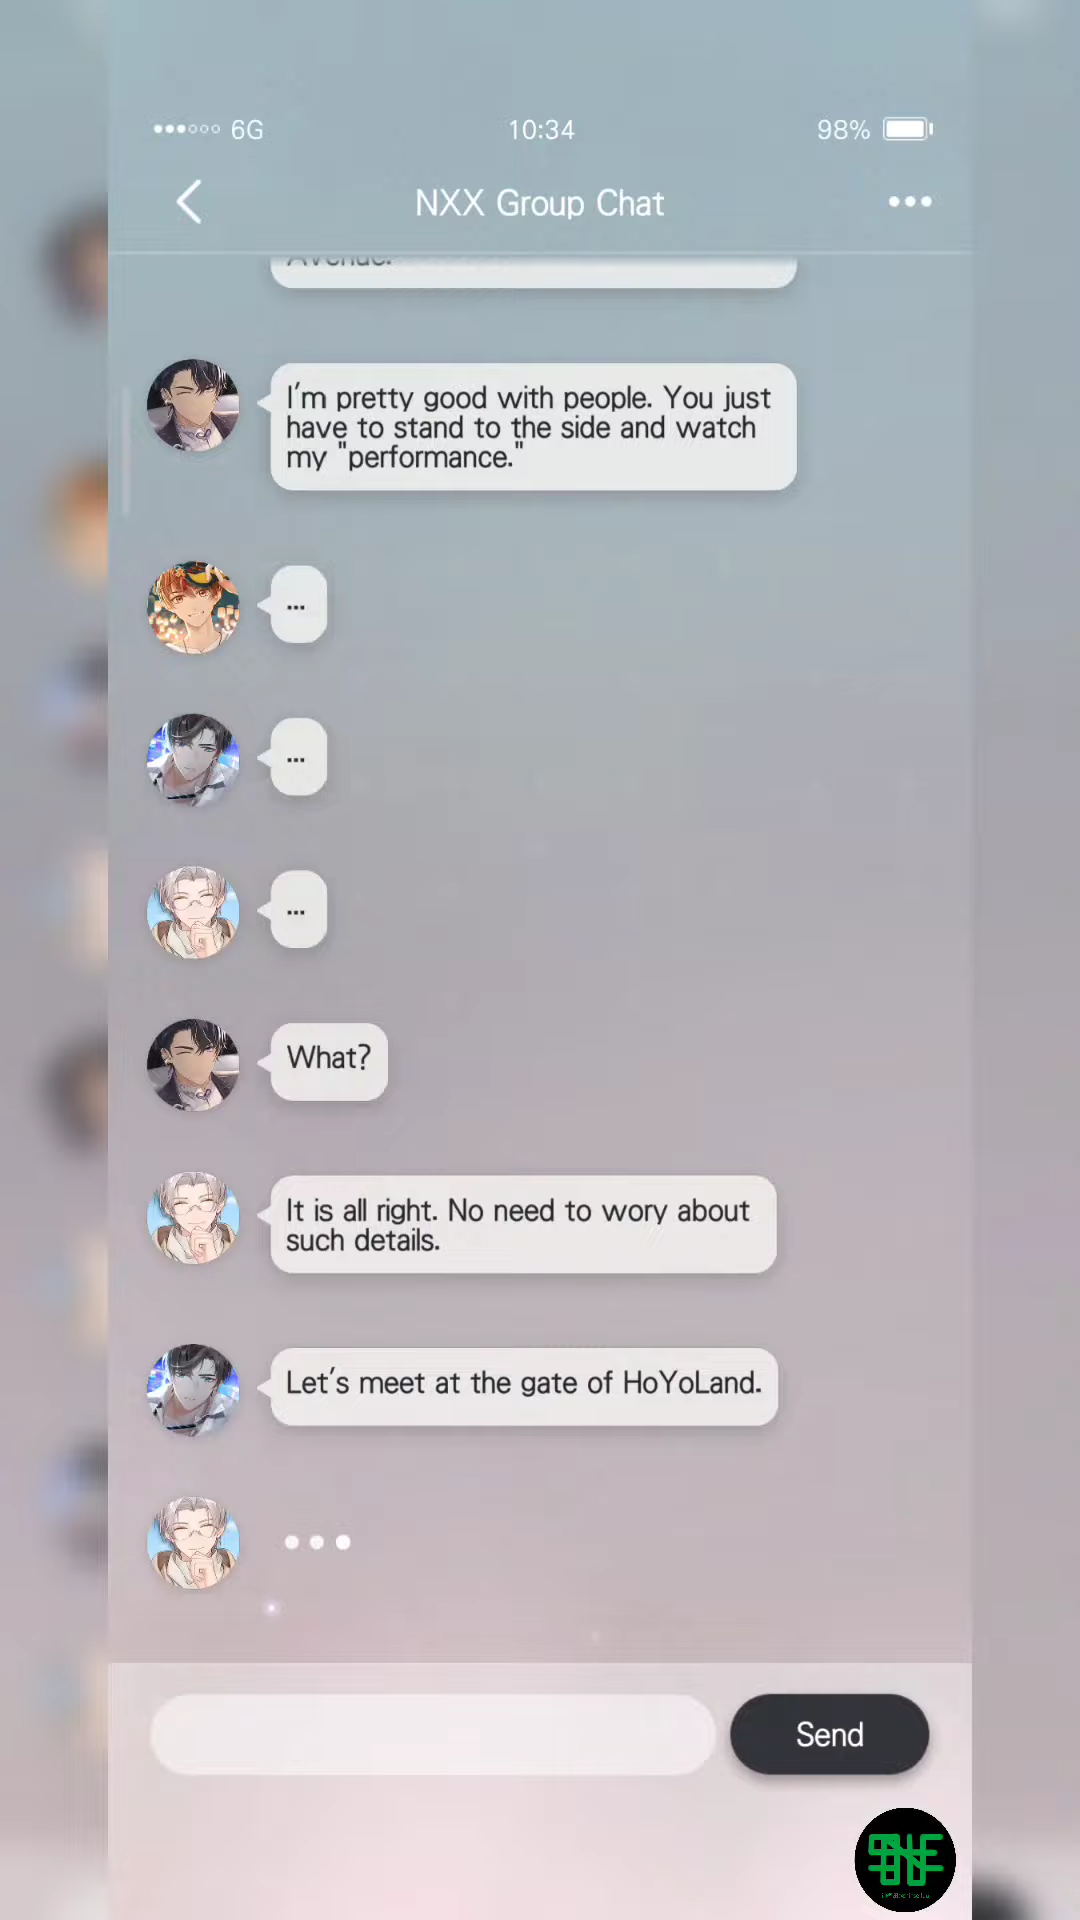 6G
10:34
98%
NXX Group Chat
Avenue.
I'm pretty good with people. You just
have to stand to the side and watch
my "performance."
...
...
...
What?
It is all right. No need to wory about
such details.
Let's meet at the gate of HoYoLand.
Send